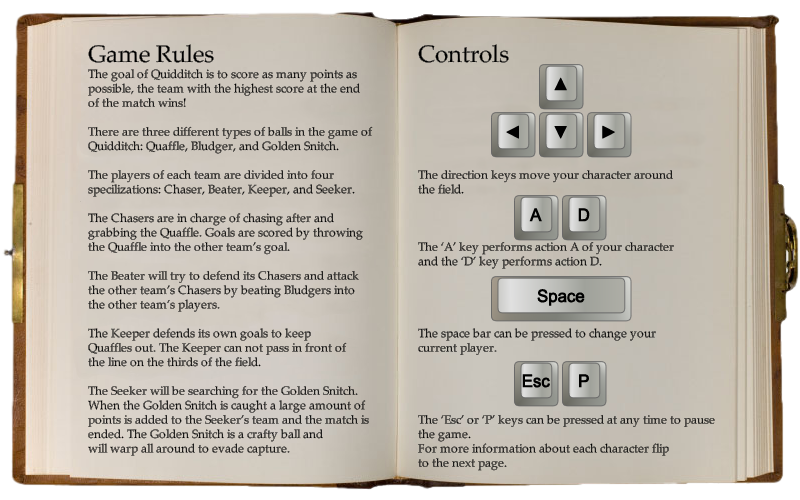 Game Rules
The goal of Quidditch is to score as many points as
possible, the team with the highest score at the end
of the match wins!
There are three different types of balls in the game of
Quidditch: Quaffle, Bludger, and Golden Snitch.
The players of each team are divided into four
specilizations: Chaser, Beater, Keeper, and Seeker.
The Chasers are in charge of chasing after and
grabbing the Quaffle. Goals are scored by throwing
the Quaffle into the other team's goal.
The Beater will try to defend its Chasers and attack
the other team's Chasers by beating Bludgers into
the other team's players.
The Keeper defends its own goals to keep
Quaffles out. The Keeper can not pass in front of
the line on the thirds of the field.
The Seeker will be searching for the Golden Snitch.
When the Golden Snitch is caught a large amount of
points is added to the Seeker's team and the match is
ended. The Golden Snitch is a crafty ball and
will warp all around to evade capture.
Controls
The direction keys move your character around
the field.
A D
The 'A' key performs action A of your character
and the 'D' key performs action D.
Space
The space bar can be pressed to change your
current player.
Esc P
The 'Esc' or 'P' keys can be pressed at any time to pause
the game.
For more information about each character flip
to the next page.